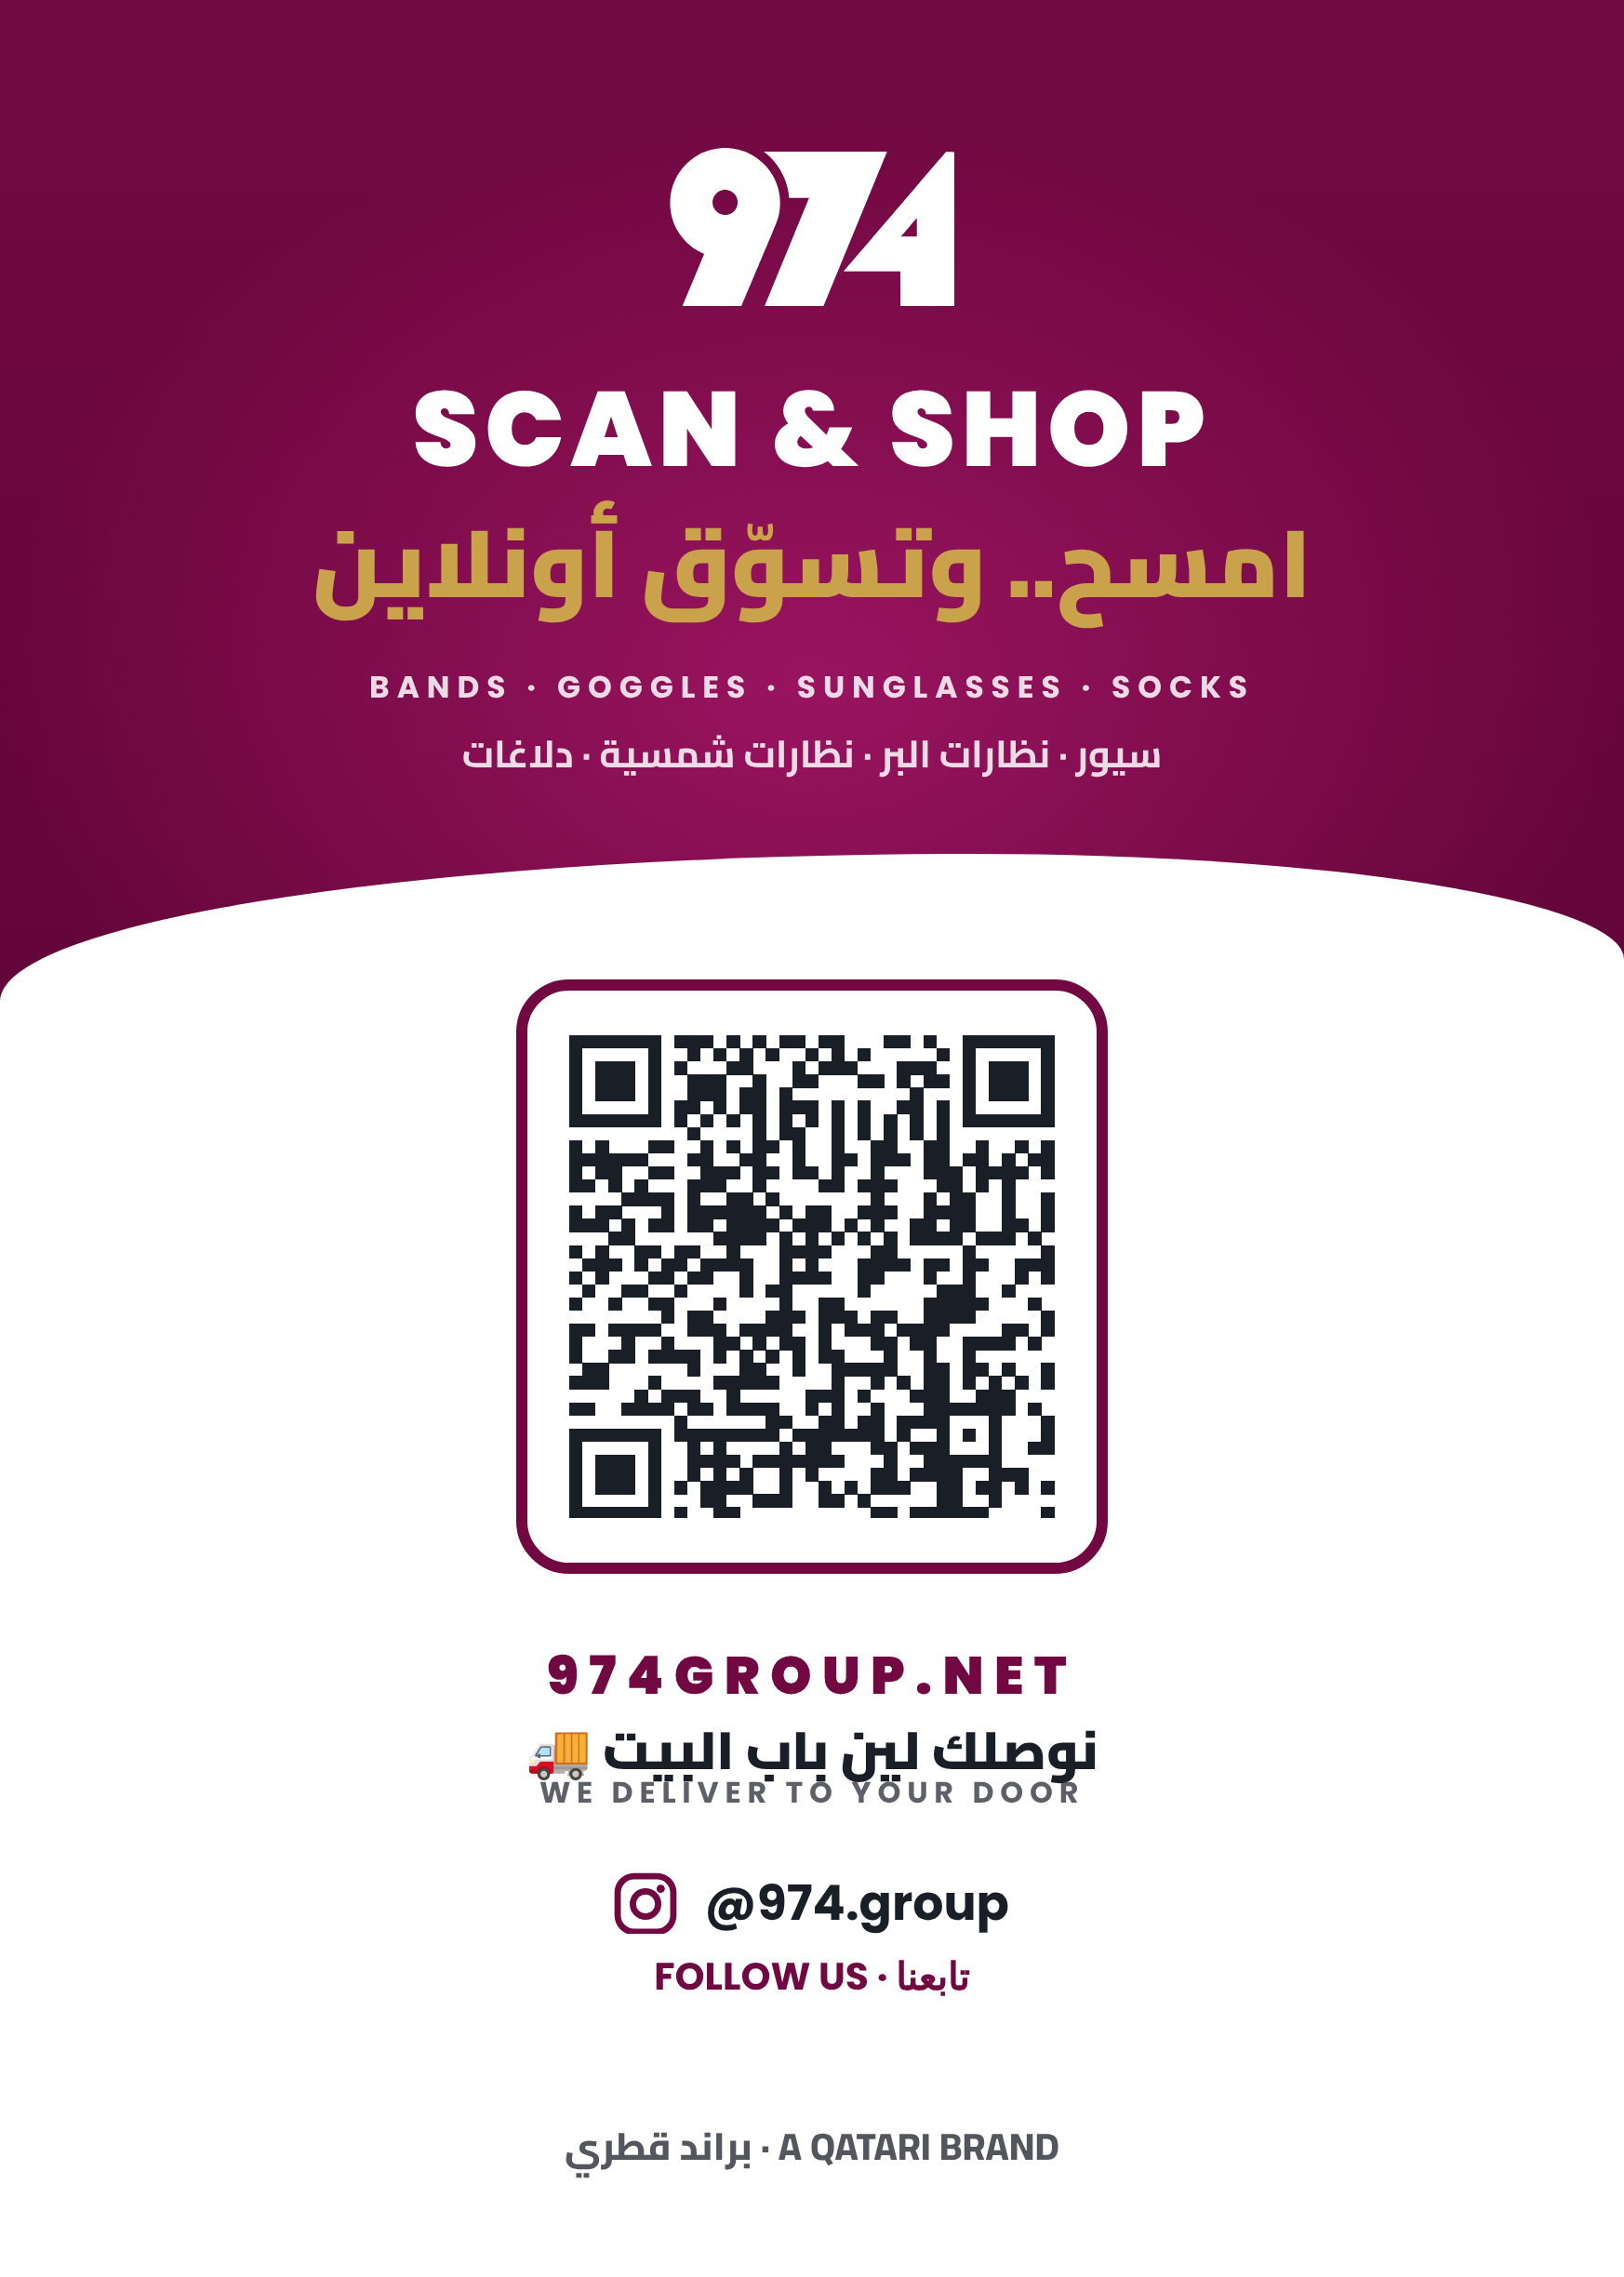 974
SCAN & SHOP
امسح.. وتسوّق أونلاين
BANDS · GOGGLES · SUNGLASSES · SOCKS
سيور · نظارات البر · نظارات شمسية · دلاغات
974GROUP.NET
نوصلك لين باب البيت 🚚
WE DELIVER TO YOUR DOOR
@974.group
FOLLOW US · تابعنا
براند قطري · A QATARI BRAND